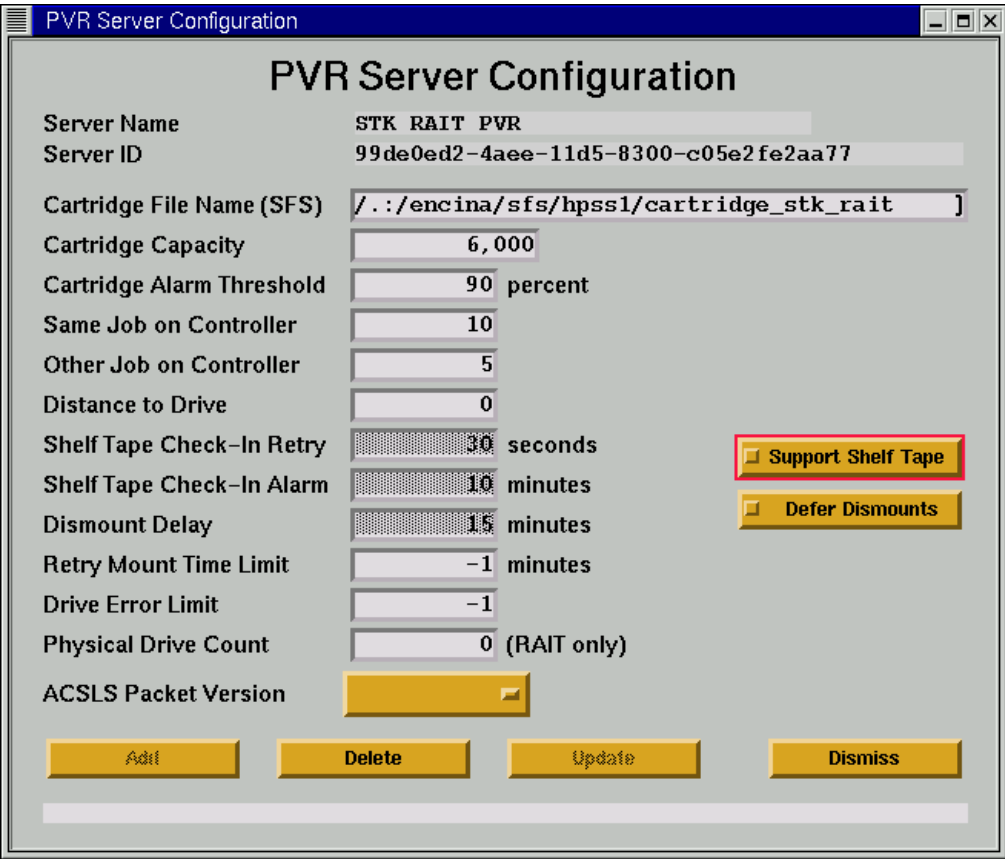 PVR Server Configuration
PVR Server Configuration
Server Name STK RAIT PVR
Server ID 99de0ed2-4aee-11d5-8300-c05e2fe2aa77
Cartridge File Name (SFS) /.:/encina/sfs/hpss1/cartridge_stk_rait ]
Cartridge Capacity 6,000
Cartridge Alarm Threshold 90 percent
Same Job on Controller 10
Other Job on Controller 5
Distance to Drive 0
Shelf Tape Check-In Retry 30 seconds
Support Shelf Tape
Shelf Tape Check-In Alarm 10 minutes
Defer Dismounts
Dismount Delay 15 minutes
Retry Mount Time Limit -1 minutes
Drive Error Limit -1
Physical Drive Count 0 (RAIT only)
ACSLS Packet Version
Add Delete Update Dismiss